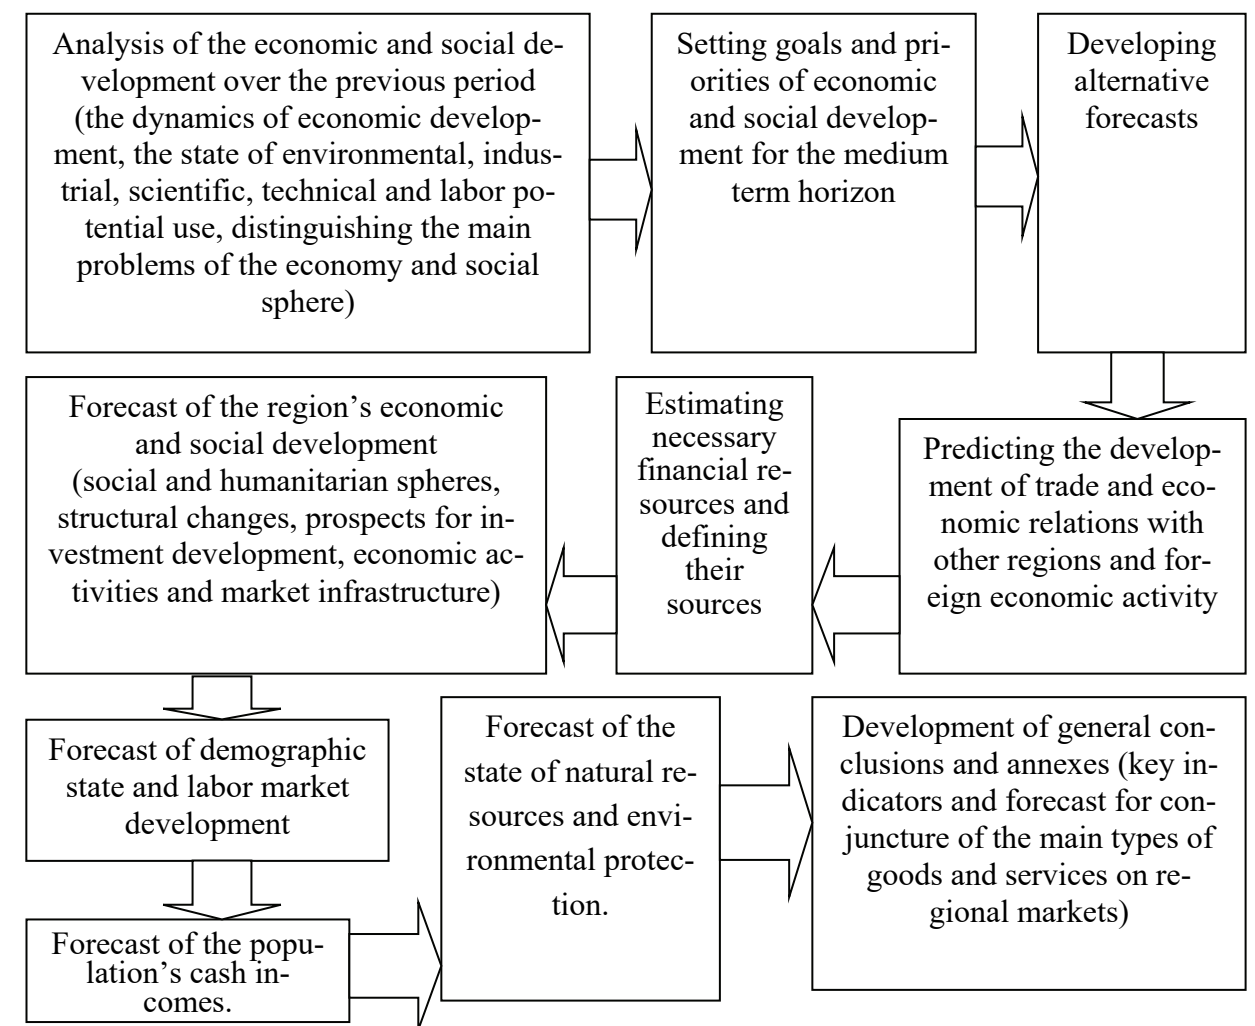 Analysis of the economic and social de-
velopment over the previous period
(the dynamics of economic develop-
ment, the state of environmental, indus-
trial, scientific, technical and labor po-
tential use, distinguishing the main
problems of the economy and social
sphere)
Setting goals and pri-
orities of economic
and social develop-
ment for the medium
term horizon
Developing
alternative
forecasts
Predicting the develop-
ment of trade and eco-
nomic relations with
other regions and for-
eign economic activity
Estimating
necessary
financial re-
sources and
defining
their
sources
Forecast of the region’s economic
and social development
(social and humanitarian spheres,
structural changes, prospects for in-
vestment development, economic ac-
tivities and market infrastructure)
Forecast of demographic
state and labor market
development
Forecast of the popu-
lation’s cash in-
comes.
Forecast of the
state of natural re-
sources and envi-
ronmental protec-
tion.
Development of general con-
clusions and annexes (key in-
dicators and forecast for con-
juncture of the main types of
goods and services on re-
gional markets)